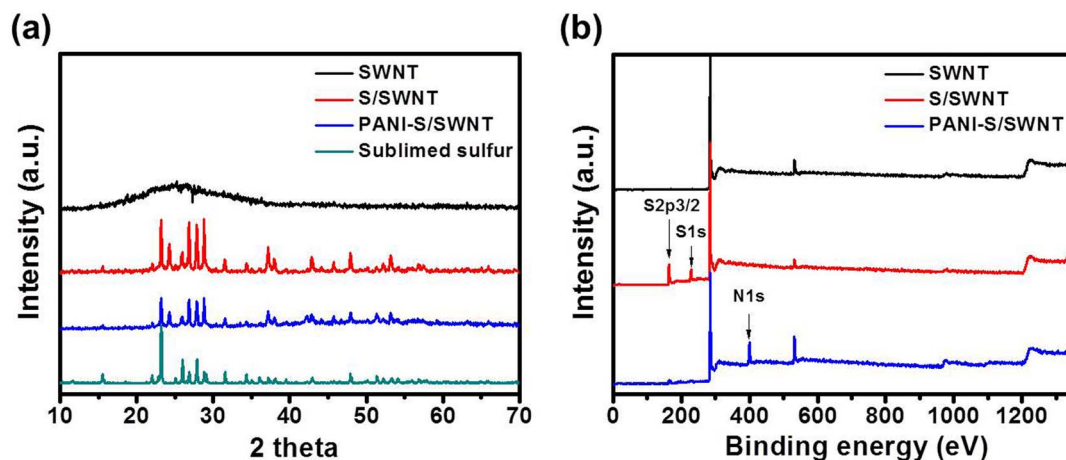 (a)
SWNT
S/SWNT
PANI-S/SWNT
Sublimed sulfur
Intensity (a.u.)
10 20 30 40 50 60 70
2 theta
(b)
SWNT
S/SWNT
PANI-S/SWNT
S2p3/2
S1s
N1s
Intensity (a.u.)
0 200 400 600 800 1000 1200
Binding energy (eV)